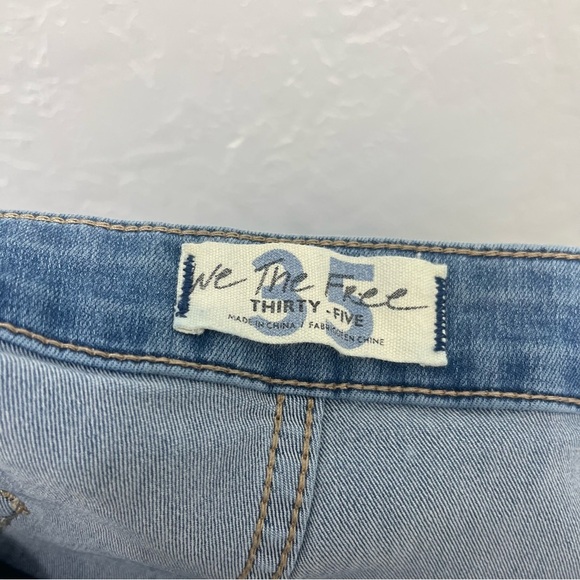 35
We The Free
THIRTY-FIVE
MADE IN CHINA / FABRIQUÉ EN CHINE